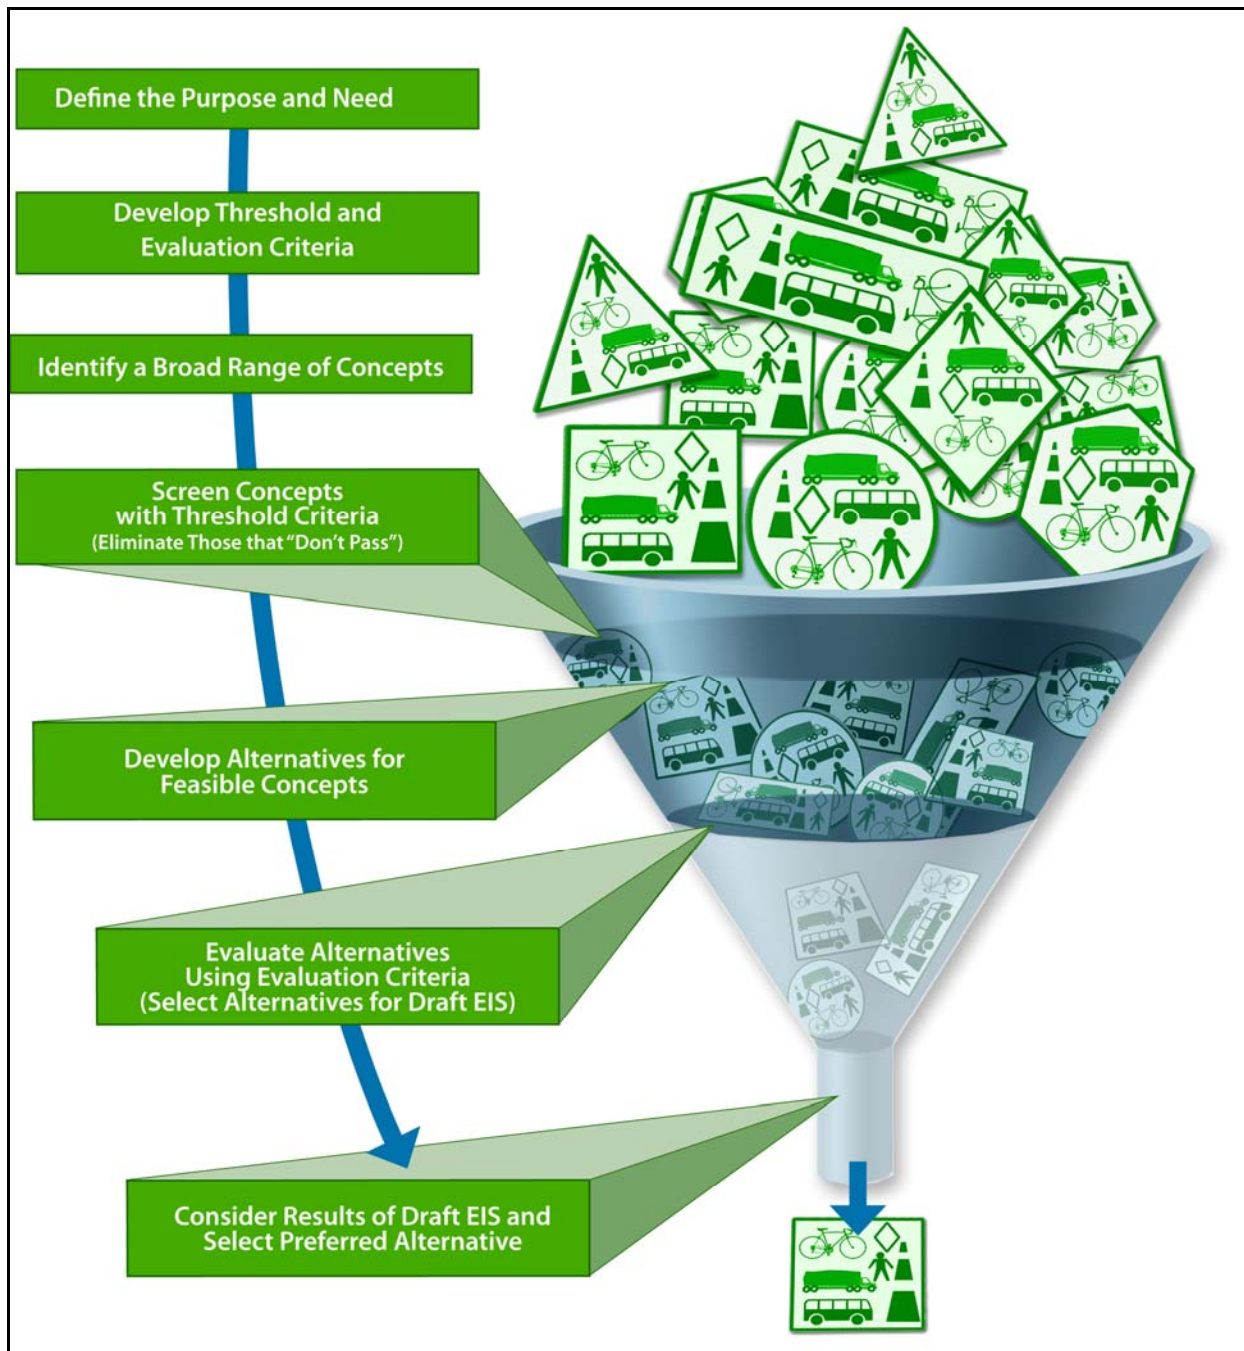 Define the Purpose and Need
Develop Threshold and
Evaluation Criteria
Identify a Broad Range of Concepts
Screen Concepts
with Threshold Criteria
(Eliminate Those that “Don’t Pass”)
Develop Alternatives for
Feasible Concepts
Evaluate Alternatives
Using Evaluation Criteria
(Select Alternatives for Draft EIS)
Consider Results of Draft EIS and
Select Preferred Alternative